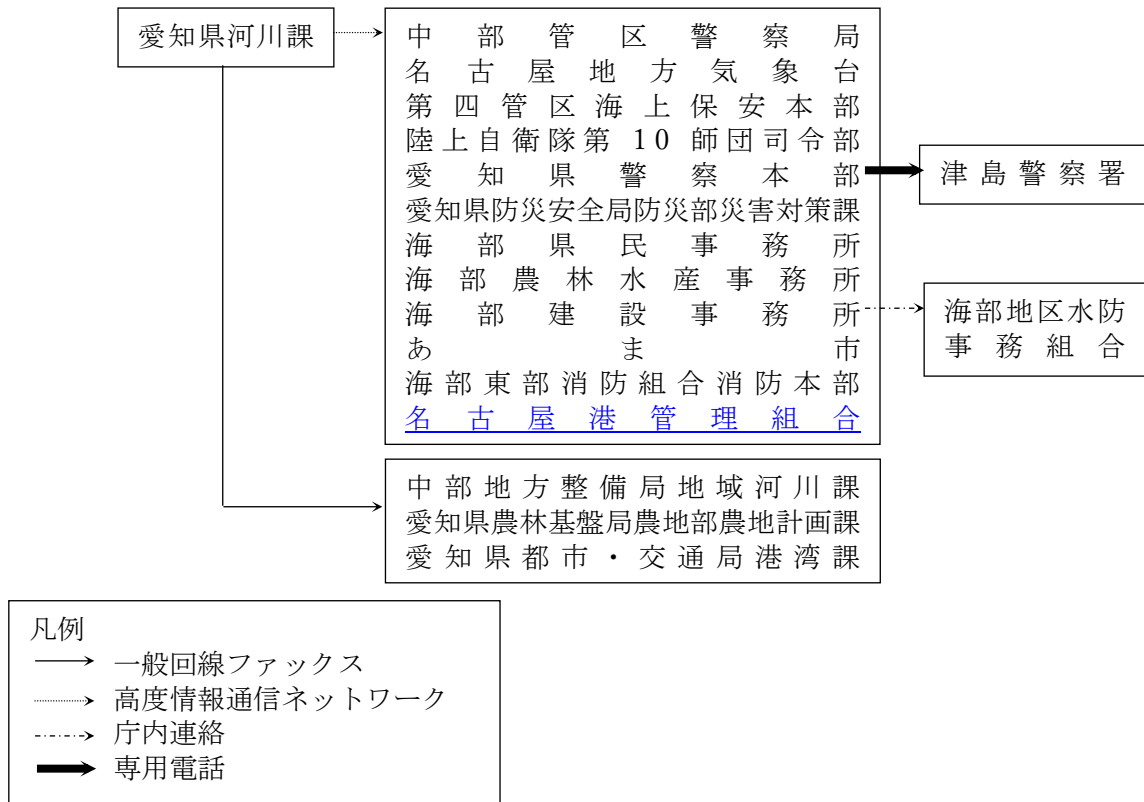 愛知県河川課
中部管区警察局
名古屋地方気象台
第四管区海上保安本部
陸上自衛隊第 10 師団司令部
愛知県警察本部
愛知県防災安全局防災部災害対策課
海部県民事務所
海部農林水産事務所
海部建設事務所
あま市
海部東部消防組合消防本部
名古屋港管理組合
津島警察署
海部地区水防
事務組合
中部地方整備局地域河川課
愛知県農林基盤局農地部農地計画課
愛知県都市・交通局港湾課
凡例
一般回線ファックス
高度情報通信ネットワーク
庁内連絡
専用電話